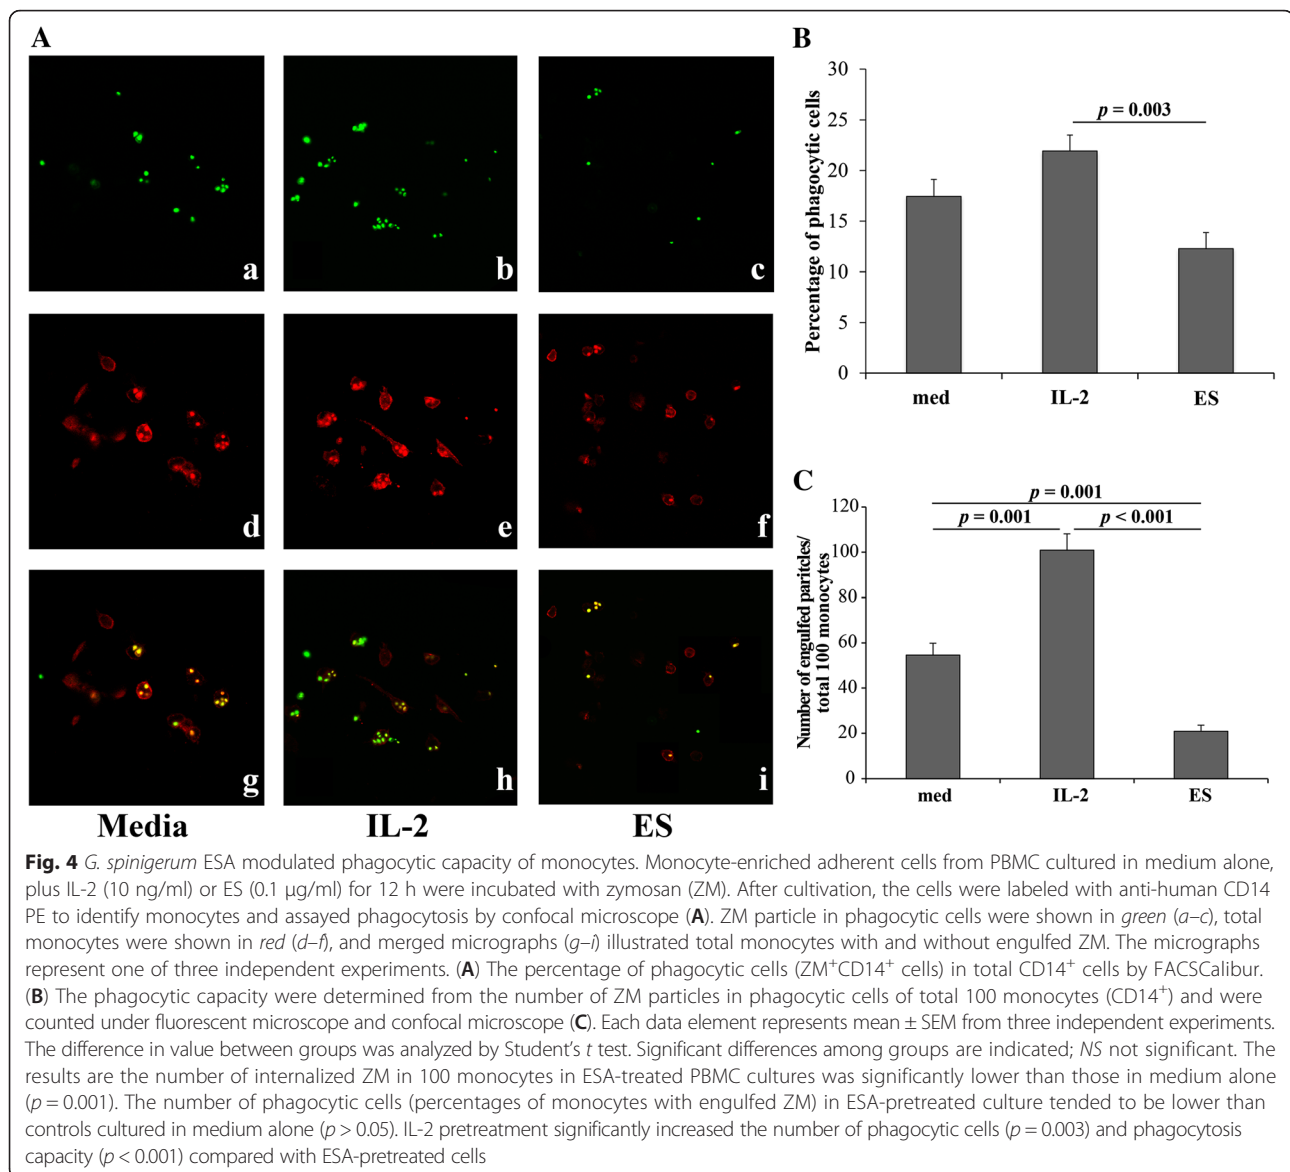 A
a
b
c
d
e
f
g
h
i
Media
IL-2
ES
B
Percentage of phagocytic cells
30
25
20
15
10
5
0
p = 0.003
med
IL-2
ES
C
Number of engulfed paritcles/
total 100 monocytes
120
100
80
60
40
20
0
p = 0.001
p = 0.001
p < 0.001
med
IL-2
ES
Fig. 4 G. spinigerum ESA modulated phagocytic capacity of monocytes. Monocyte-enriched adherent cells from PBMC cultured in medium alone,
plus IL-2 (10 ng/ml) or ES (0.1 μg/ml) for 12 h were incubated with zymosan (ZM). After cultivation, the cells were labeled with anti-human CD14
PE to identify monocytes and assayed phagocytosis by confocal microscope (A). ZM particle in phagocytic cells were shown in green (a–c), total
monocytes were shown in red (d–f), and merged micrographs (g–i) illustrated total monocytes with and without engulfed ZM. The micrographs
represent one of three independent experiments. (A) The percentage of phagocytic cells (ZM⁺CD14⁺ cells) in total CD14⁺ cells by FACSCalibur.
(B) The phagocytic capacity were determined from the number of ZM particles in phagocytic cells of total 100 monocytes (CD14⁺) and were
counted under fluorescent microscope and confocal microscope (C). Each data element represents mean ± SEM from three independent experiments.
The difference in value between groups was analyzed by Student's t test. Significant differences among groups are indicated; NS not significant. The
results are the number of internalized ZM in 100 monocytes in ESA-treated PBMC cultures was significantly lower than those in medium alone
(p = 0.001). The number of phagocytic cells (percentages of monocytes with engulfed ZM) in ESA-pretreated culture tended to be lower than
controls cultured in medium alone (p > 0.05). IL-2 pretreatment significantly increased the number of phagocytic cells (p = 0.003) and phagocytosis
capacity (p < 0.001) compared with ESA-pretreated cells